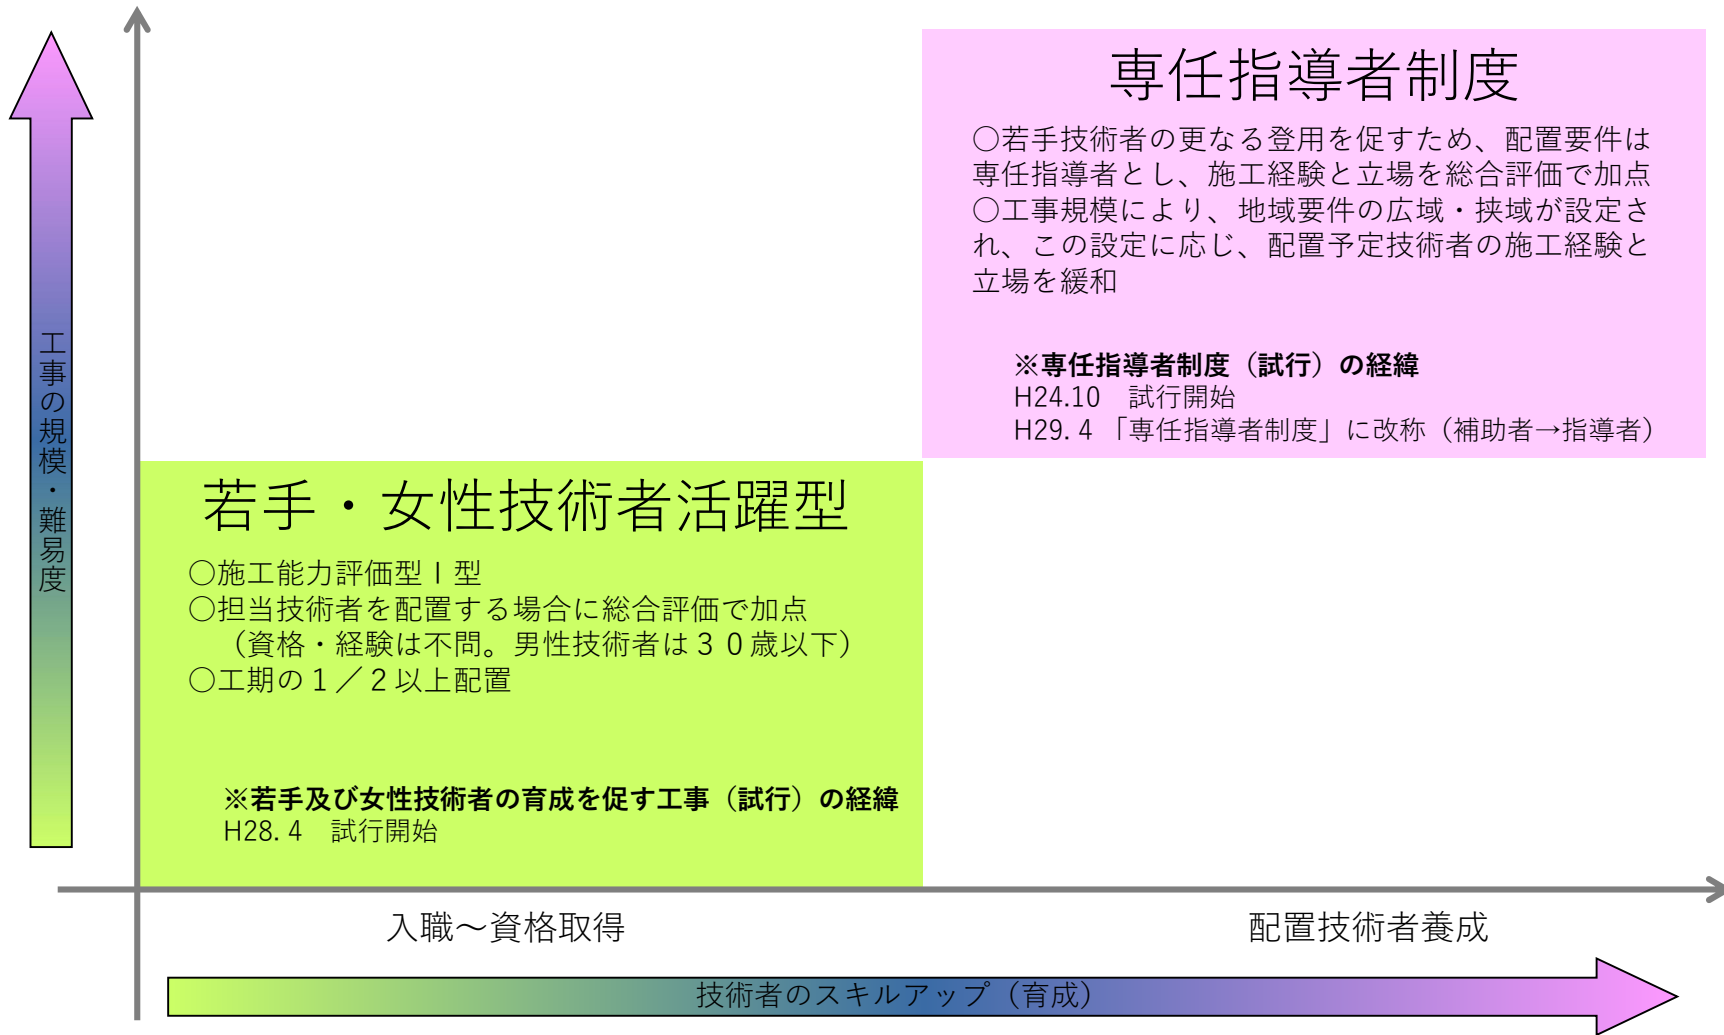 専任指導者制度
○若手技術者の更なる登用を促すため、配置要件は
専任指導者とし、施工経験と立場を総合評価で加点
○工事規模により、地域要件の広域・挟域が設定さ
れ、この設定に応じ、配置予定技術者の施工経験と
立場を緩和
※専任指導者制度（試行）の経緯
H24.10　試行開始
H29. 4 「専任指導者制度」に改称（補助者→指導者）
工事の規模・難易度
若手・女性技術者活躍型
○施工能力評価型Ⅰ型
○担当技術者を配置する場合に総合評価で加点
（資格・経験は不問。男性技術者は３０歳以下）
○工期の１／２以上配置
※若手及び女性技術者の育成を促す工事（試行）の経緯
H28. 4　試行開始
入職～資格取得
配置技術者養成
技術者のスキルアップ（育成）